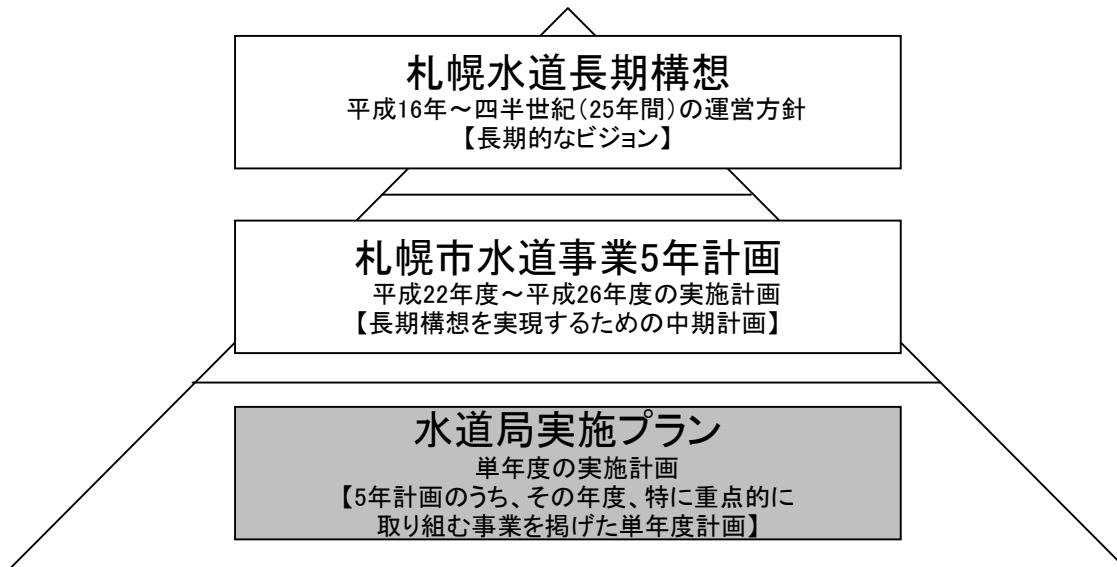 札幌水道長期構想
平成16年～四半世紀（25年間）の運営方針
【長期的なビジョン】
札幌市水道事業5年計画
平成22年度～平成26年度の実施計画
【長期構想を実現するための中期計画】
水道局実施プラン
単年度の実施計画
【5年計画のうち、その年度、特に重点的に
取り組む事業を掲げた単年度計画】